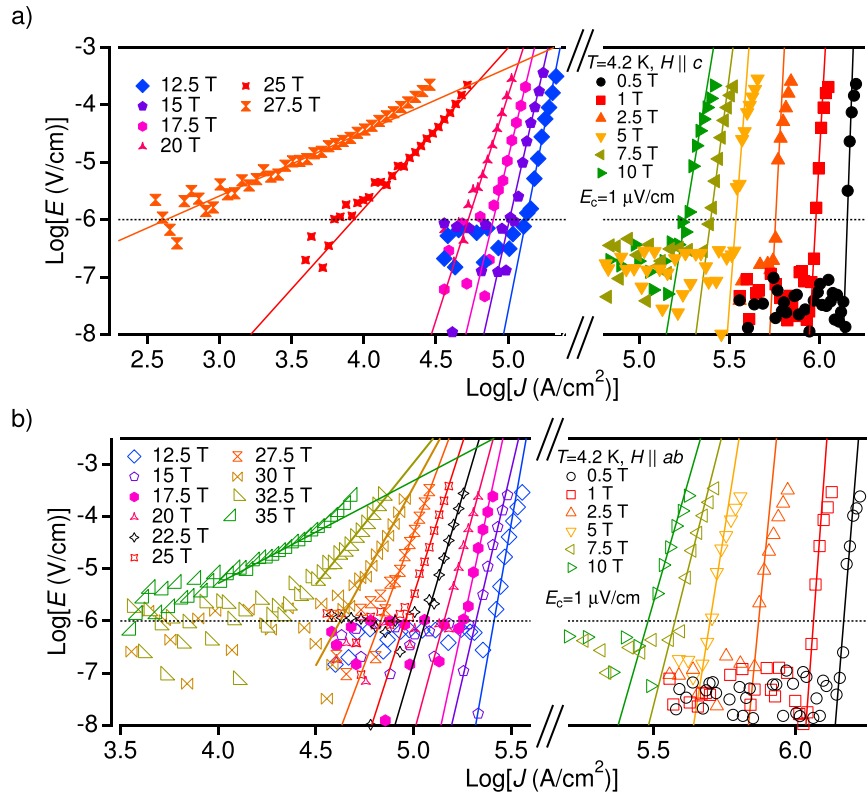 a)
-3
-4
-5
-6
-7
-8
Log[E (V/cm)]
12.5 T
15 T
17.5 T
20 T
25 T
27.5 T
T=4.2 K, H || c
0.5 T
1 T
2.5 T
5 T
7.5 T
10 T
Ec=1 µV/cm
2.5 3.0 3.5 4.0 4.5 5.0 5.0 5.5 6.0
Log[J (A/cm²)] Log[J (A/cm²)]
b)
-3
-4
-5
-6
-7
-8
Log[E (V/cm)]
12.5 T
15 T
17.5 T
20 T
22.5 T
25 T
27.5 T
30 T
32.5 T
35 T
T=4.2 K, H || ab
0.5 T
1 T
2.5 T
5 T
7.5 T
10 T
Ec=1 µV/cm
3.5 4.0 4.5 5.0 5.5 5.5 6.0
Log[J (A/cm²)] Log[J (A/cm²)]